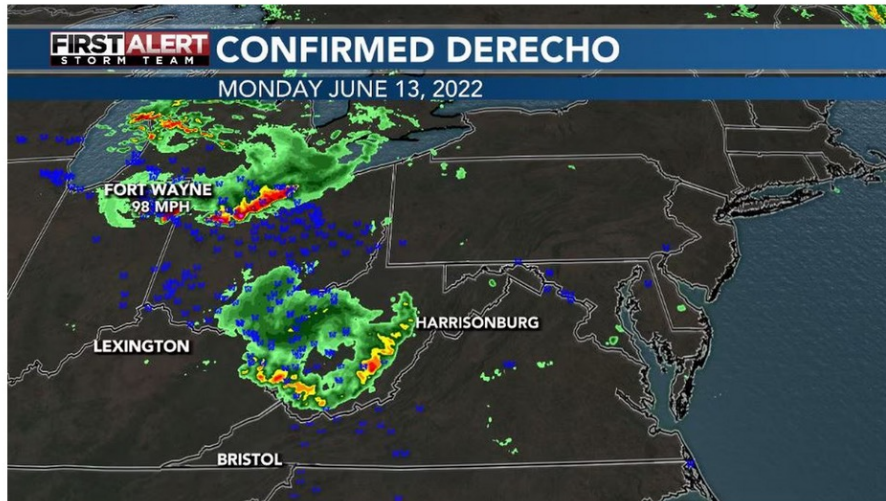 FIRST ALERT
STORM TEAM
CONFIRMED DERECHO
MONDAY JUNE 13, 2022
FORT WAYNE
98 MPH
HARRISONBURG
LEXINGTON
BRISTOL